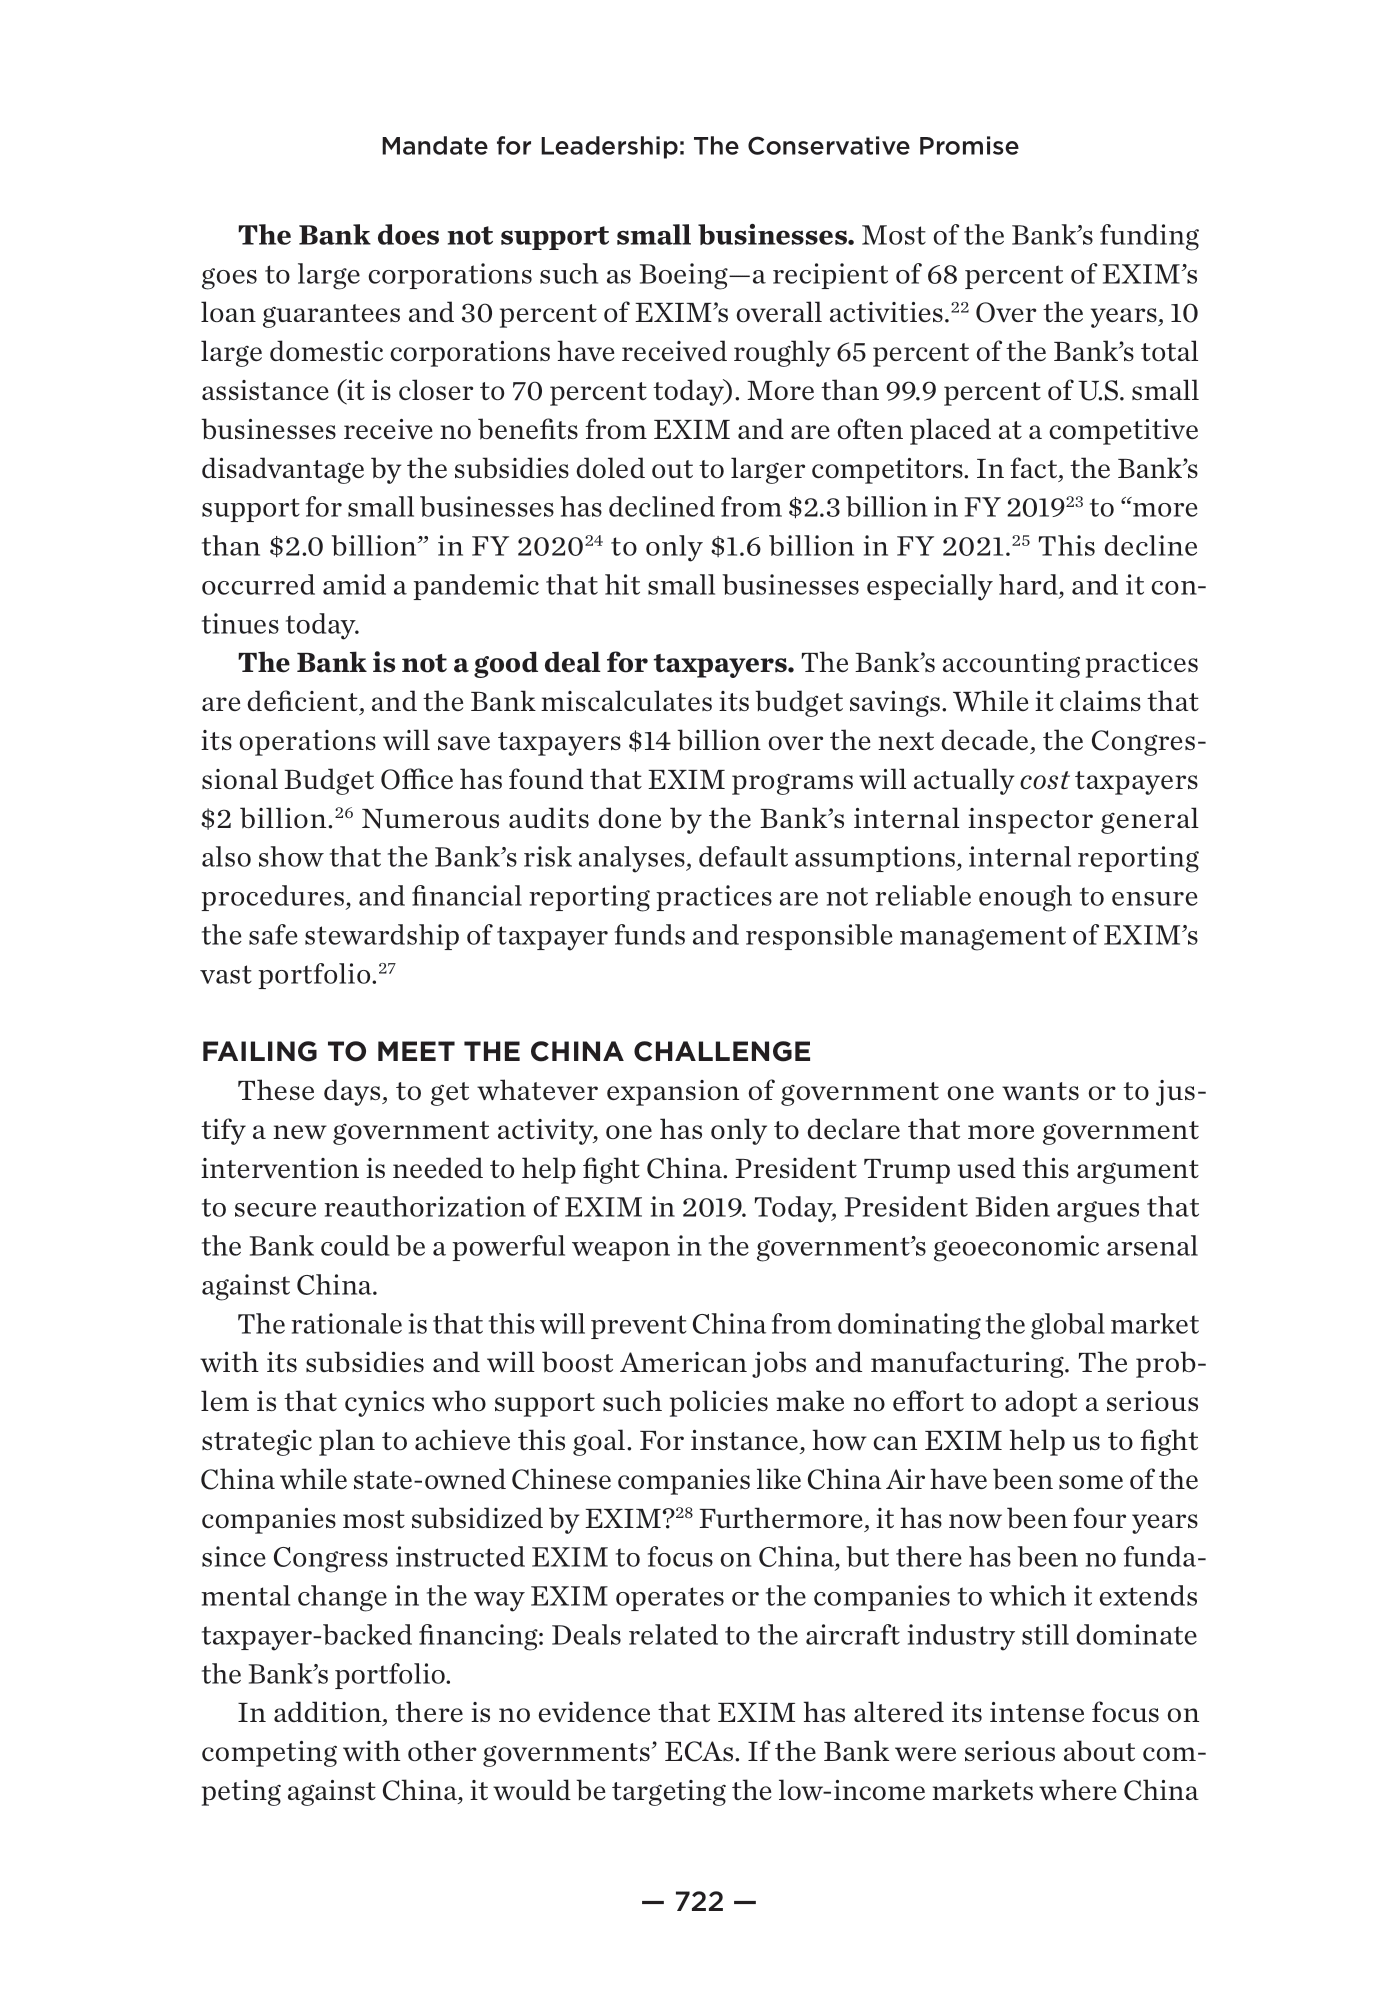 Mandate for Leadership: The Conservative Promise
The Bank does not support small businesses. Most of the Bank’s funding
goes to large corporations such as Boeing—a recipient of 68 percent of EXIM’s
loan guarantees and 30 percent of EXIM’s overall activities.²² Over the years, 10
large domestic corporations have received roughly 65 percent of the Bank’s total
assistance (it is closer to 70 percent today). More than 99.9 percent of U.S. small
businesses receive no benefits from EXIM and are often placed at a competitive
disadvantage by the subsidies doled out to larger competitors. In fact, the Bank’s
support for small businesses has declined from $2.3 billion in FY 2019²³ to “more
than $2.0 billion” in FY 2020²⁴ to only $1.6 billion in FY 2021.²⁵ This decline
occurred amid a pandemic that hit small businesses especially hard, and it con-
tinues today.
The Bank is not a good deal for taxpayers. The Bank’s accounting practices
are deficient, and the Bank miscalculates its budget savings. While it claims that
its operations will save taxpayers $14 billion over the next decade, the Congres-
sional Budget Office has found that EXIM programs will actually cost taxpayers
$2 billion.²⁶ Numerous audits done by the Bank’s internal inspector general
also show that the Bank’s risk analyses, default assumptions, internal reporting
procedures, and financial reporting practices are not reliable enough to ensure
the safe stewardship of taxpayer funds and responsible management of EXIM’s
vast portfolio.²⁷
FAILING TO MEET THE CHINA CHALLENGE
These days, to get whatever expansion of government one wants or to jus-
tify a new government activity, one has only to declare that more government
intervention is needed to help fight China. President Trump used this argument
to secure reauthorization of EXIM in 2019. Today, President Biden argues that
the Bank could be a powerful weapon in the government’s geoeconomic arsenal
against China.
The rationale is that this will prevent China from dominating the global market
with its subsidies and will boost American jobs and manufacturing. The prob-
lem is that cynics who support such policies make no effort to adopt a serious
strategic plan to achieve this goal. For instance, how can EXIM help us to fight
China while state-owned Chinese companies like China Air have been some of the
companies most subsidized by EXIM?²⁸ Furthermore, it has now been four years
since Congress instructed EXIM to focus on China, but there has been no funda-
mental change in the way EXIM operates or the companies to which it extends
taxpayer-backed financing: Deals related to the aircraft industry still dominate
the Bank’s portfolio.
In addition, there is no evidence that EXIM has altered its intense focus on
competing with other governments’ ECAs. If the Bank were serious about com-
peting against China, it would be targeting the low-income markets where China
— 722 —